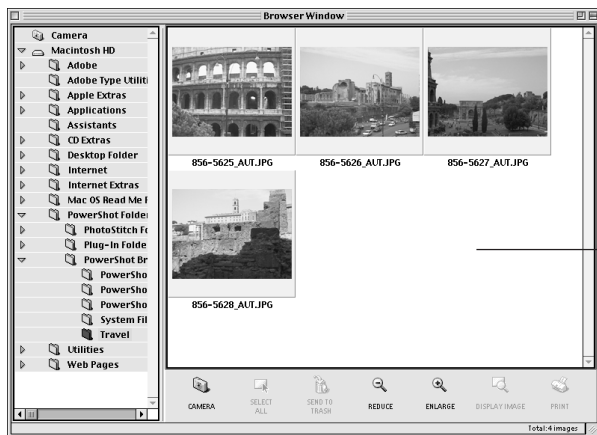 Browser Window
Camera
Macintosh HD
Adobe
Adobe Type Utiliti
Apple Extras
Applications
Assistants
CD Extras
Desktop Folder
Internet
Internet Extras
Mac OS Read Me F
PowerShot Folder
PhotoStitch Fo
Plug-In Folde
PowerShot Br
PowerSho
PowerSho
PowerSho
System Fil
Travel
Utilities
Web Pages
856-5625_AUT.JPG
856-5626_AUT.JPG
856-5627_AUT.JPG
856-5628_AUT.JPG
CAMERA
SELECT
ALL
SEND TO
TRASH
REDUCE
ENLARGE
DISPLAY IMAGE
PRINT
Total:4 images